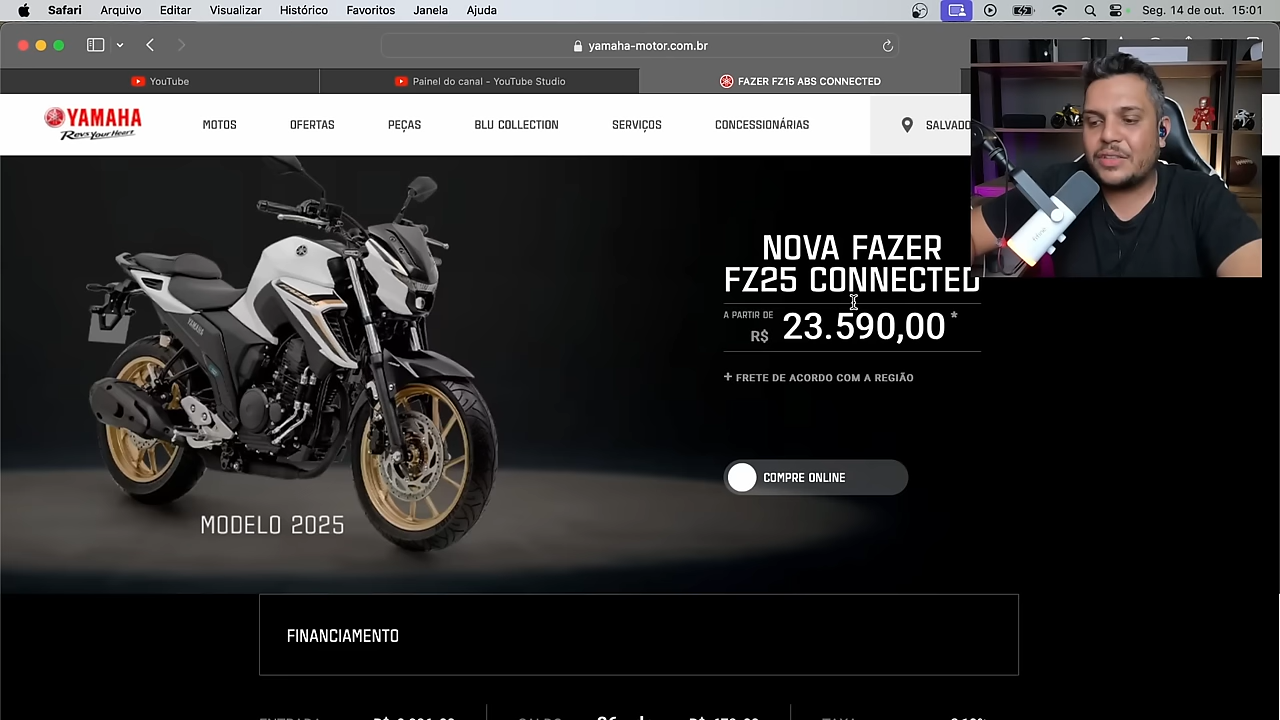 Safari Arquivo Editar Visualizar Histórico Favoritos Janela Ajuda Seg. 14 de out. 15:01
yamaha-motor.com.br
YouTube Painel do canal - YouTube Studio FAZER FZ15 ABS CONNECTED
YAMAHA
Revs Your Heart
MOTOS OFERTAS PEÇAS BLU COLLECTION SERVIÇOS CONCESSIONÁRIAS
NOVA FAZER
FZ25 CONNECTED
A PARTIR DE
R$ 23.590,00*
+ FRETE DE ACORDO COM A REGIÃO
COMPRE ONLINE
YAMAHA
MODELO 2025
FINANCIAMENTO